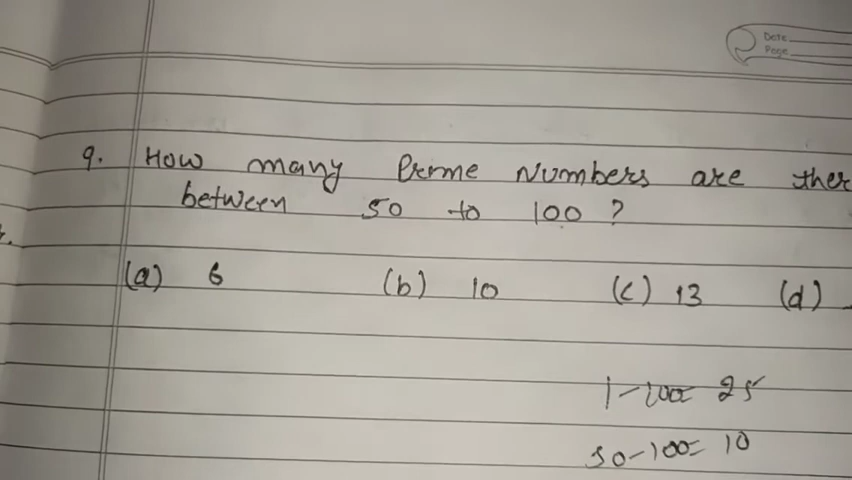 Date
Page
9. How many Prime Numbers are ther
between 50 to 100 ?
(a) 6 (b) 10 (c) 13 (d)
1-100= 25
50-100= 10